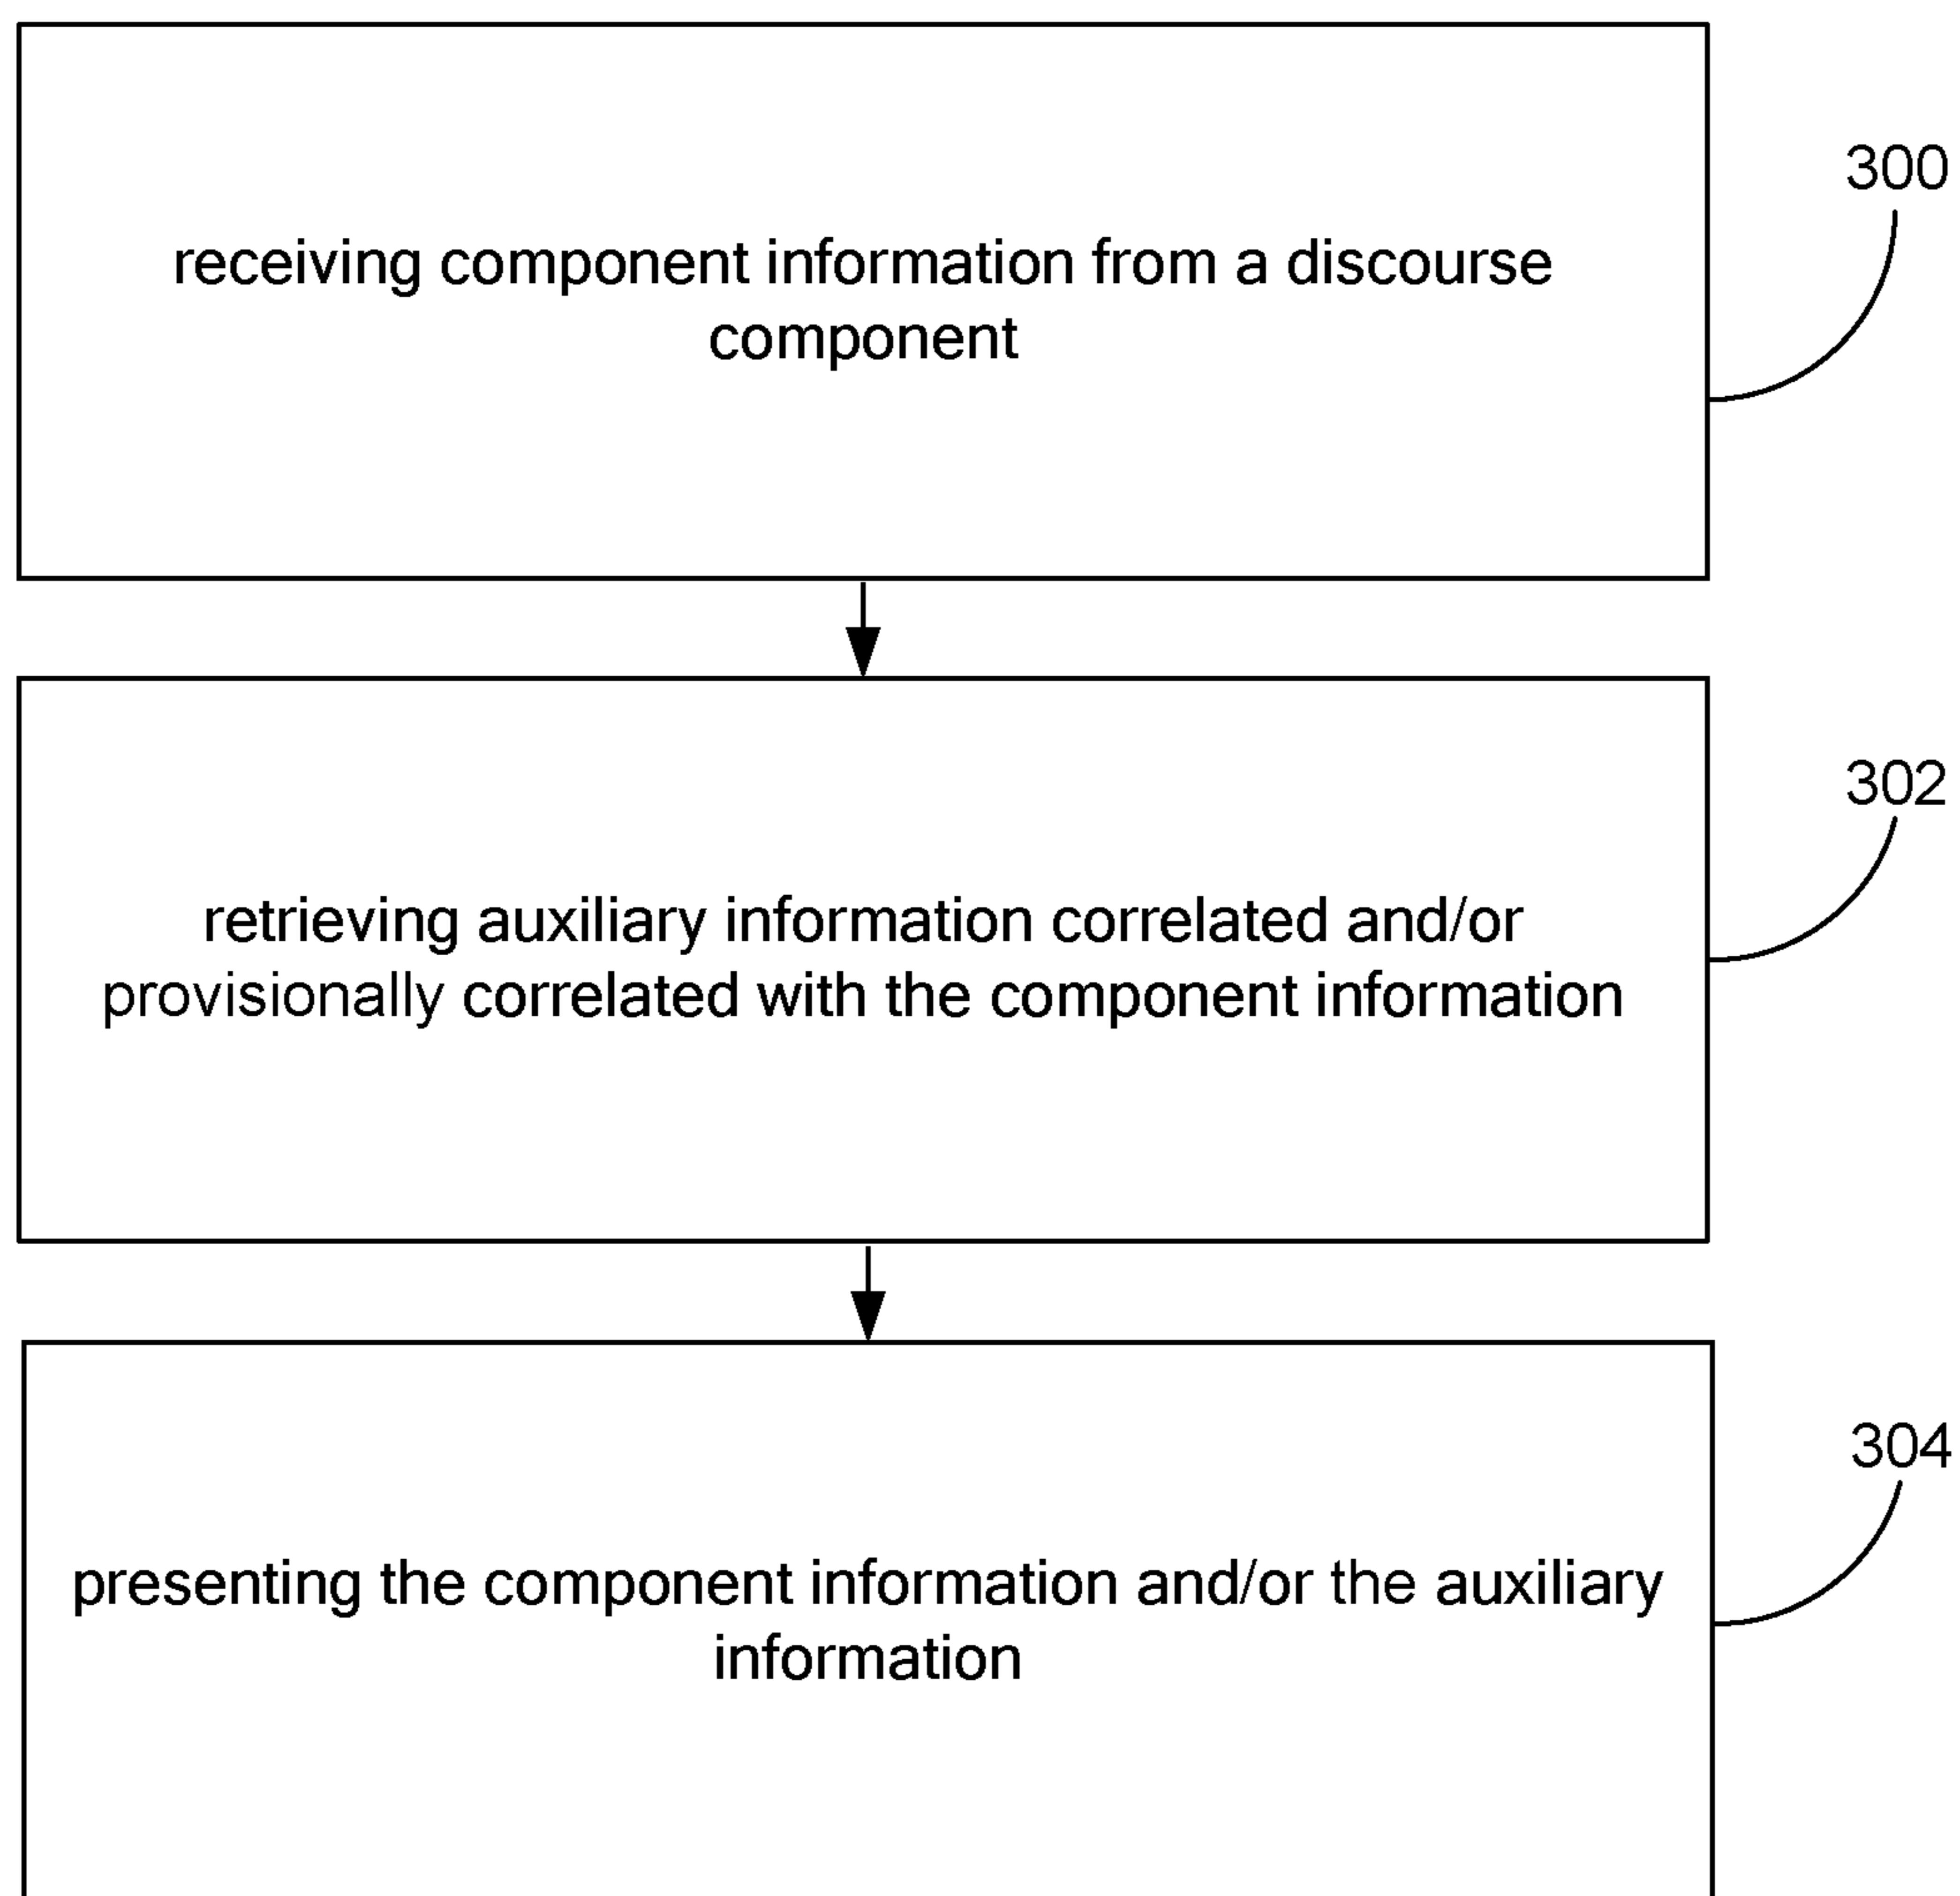 receiving component information from a discourse
component
300
retrieving auxiliary information correlated and/or
provisionally correlated with the component information
302
presenting the component information and/or the auxiliary
information
304